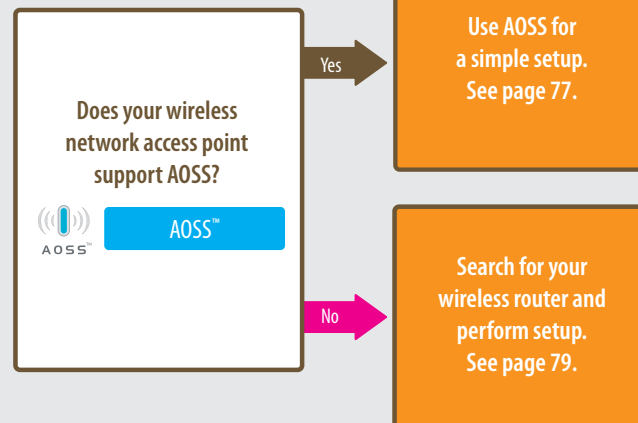 Does your wireless
network access point
support AOSS?
AOSS™
AOSS™
Yes
Use AOSS for
a simple setup.
See page 77.
No
Search for your
wireless router and
perform setup.
See page 79.